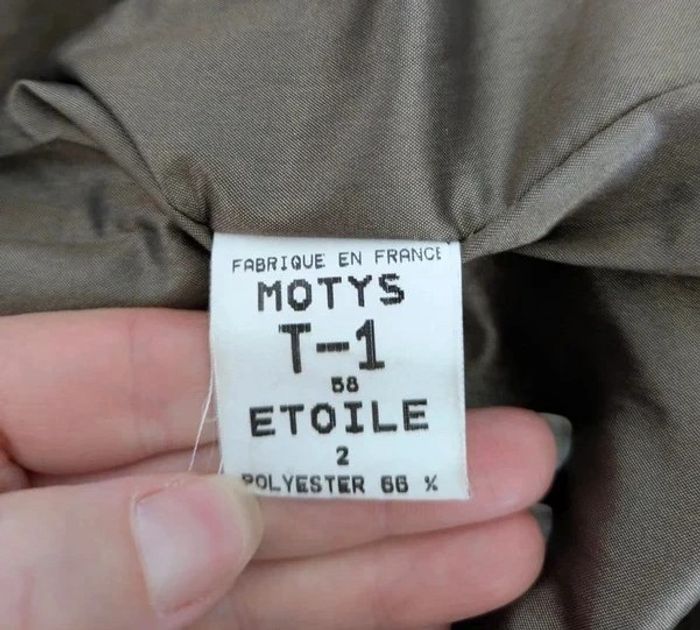 FABRIQUE EN FRANCE
MOTYS
T-1
58
ETOILE
2
POLYESTER 66 %